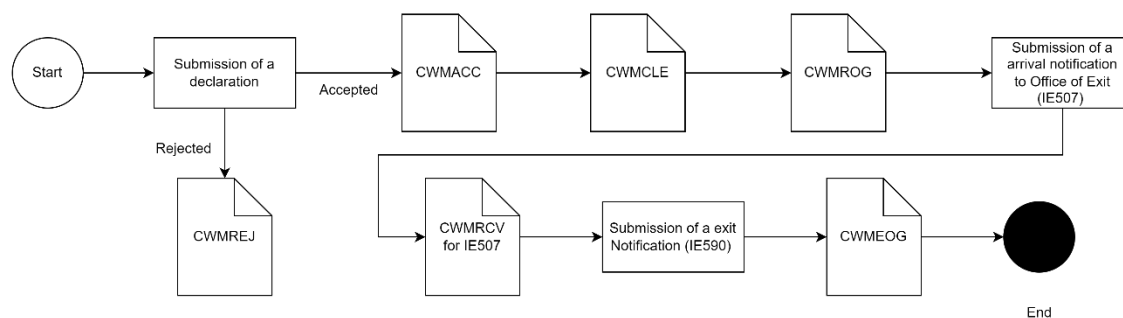 Start
Submission of a
declaration
Accepted
CWMACC
CWMCLE
CWMROG
Submission of a
arrival notification
to Office of Exit
(IE507)
Rejected
CWMREJ
CWMRCV
for IE507
Submission of a exit
Notification (IE590)
CWMEOG
End